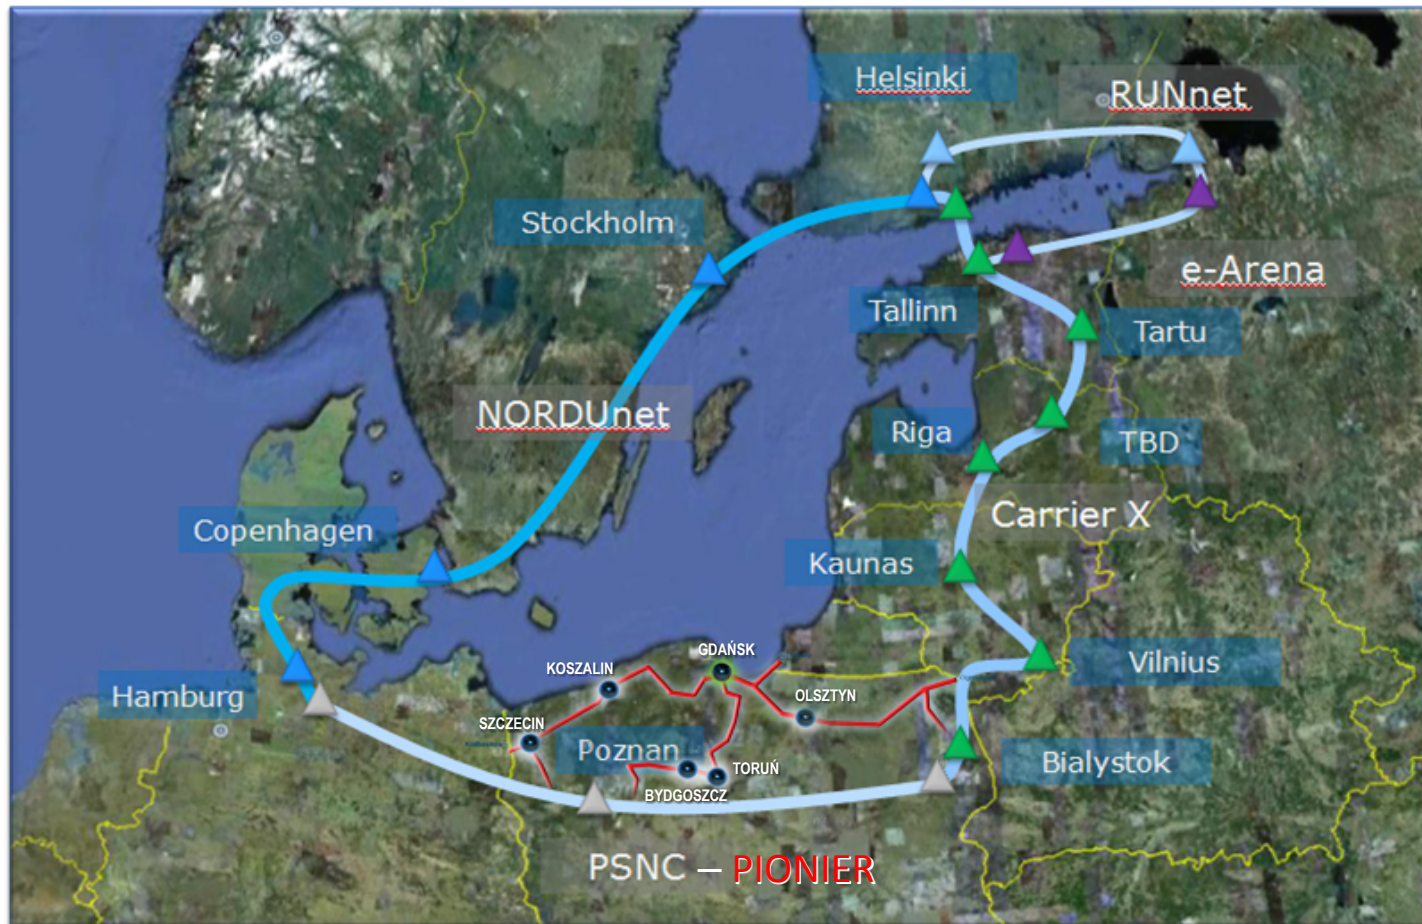 Helsinki
RUNnet
Stockholm
e-Arena
Tallinn
Tartu
NORDUnet
Riga
TBD
Carrier X
Copenhagen
Kaunas
GDAŃSK
KOSZALIN
Vilnius
Hamburg
OLSZTYN
SZCZECIN
Poznan
TORUŃ
Bialystok
BYDGOSZCZ
PSNC – PIONIER